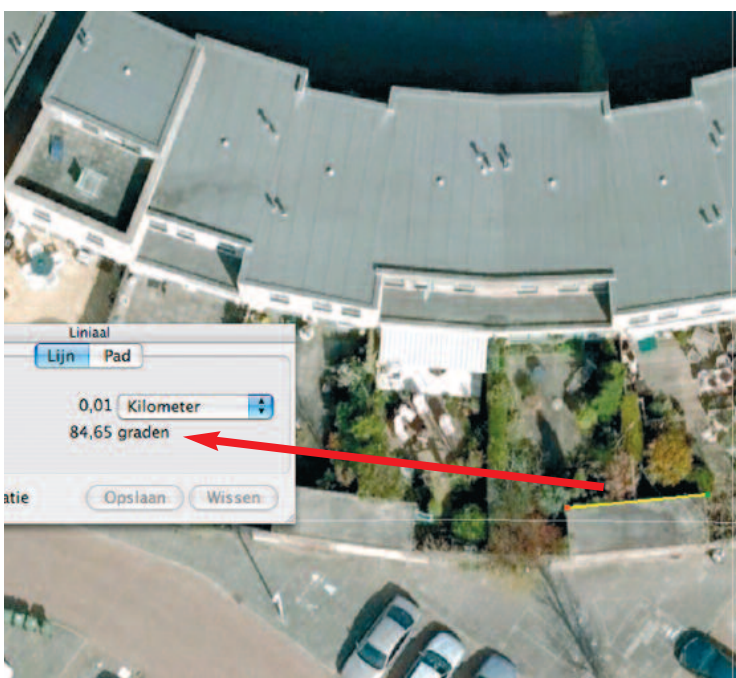 Liniaal
Lijn Pad
0,01 Kilometer
84,65 graden
atie Opslaan Wissen